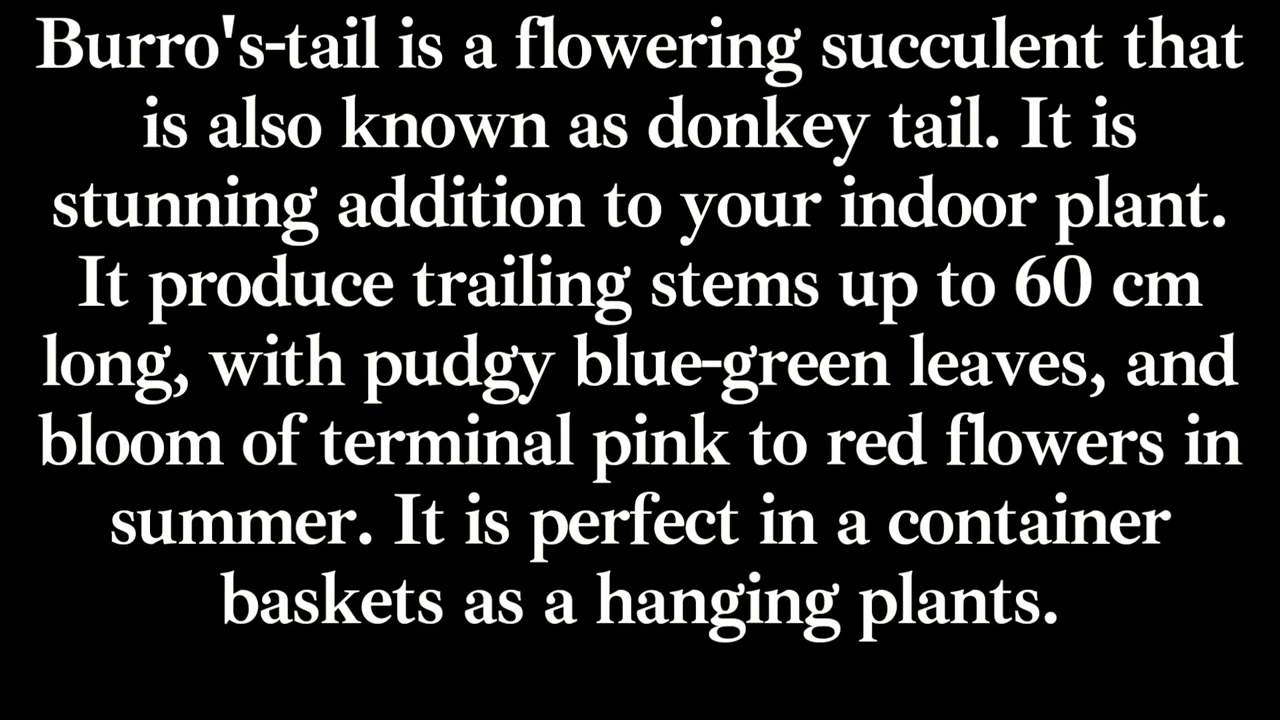 Burro's-tail is a flowering succulent that
is also known as donkey tail. It is
stunning addition to your indoor plant.
It produce trailing stems up to 60 cm
long, with pudgy blue-green leaves, and
bloom of terminal pink to red flowers in
summer. It is perfect in a container
baskets as a hanging plants.